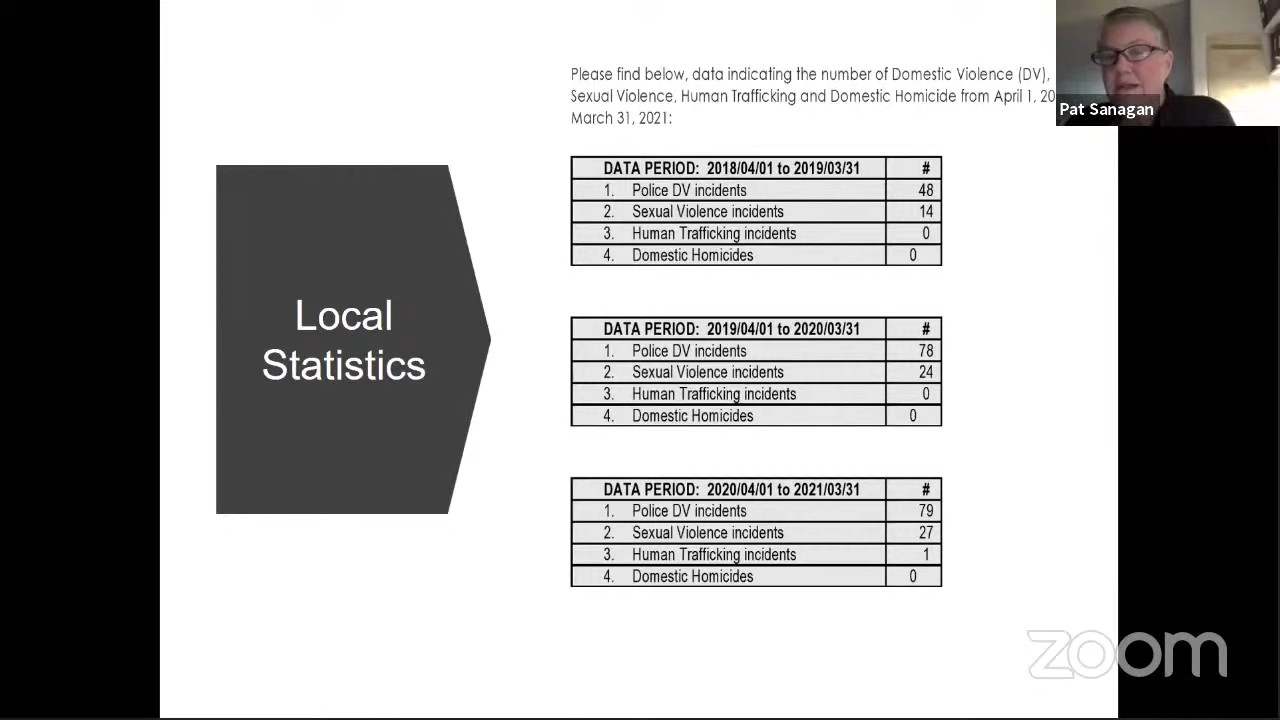 Please find below, data indicating the number of Domestic Violence (DV),
Sexual Violence, Human Trafficking and Domestic Homicide from April 1, 20
March 31, 2021:
Pat Sanagan
Local
Statistics
DATA PERIOD: 2018/04/01 to 2019/03/31 #
1. Police DV incidents 48
2. Sexual Violence incidents 14
3. Human Trafficking incidents 0
4. Domestic Homicides 0
DATA PERIOD: 2019/04/01 to 2020/03/31 #
1. Police DV incidents 78
2. Sexual Violence incidents 24
3. Human Trafficking incidents 0
4. Domestic Homicides 0
DATA PERIOD: 2020/04/01 to 2021/03/31 #
1. Police DV incidents 79
2. Sexual Violence incidents 27
3. Human Trafficking incidents 1
4. Domestic Homicides 0
zoom